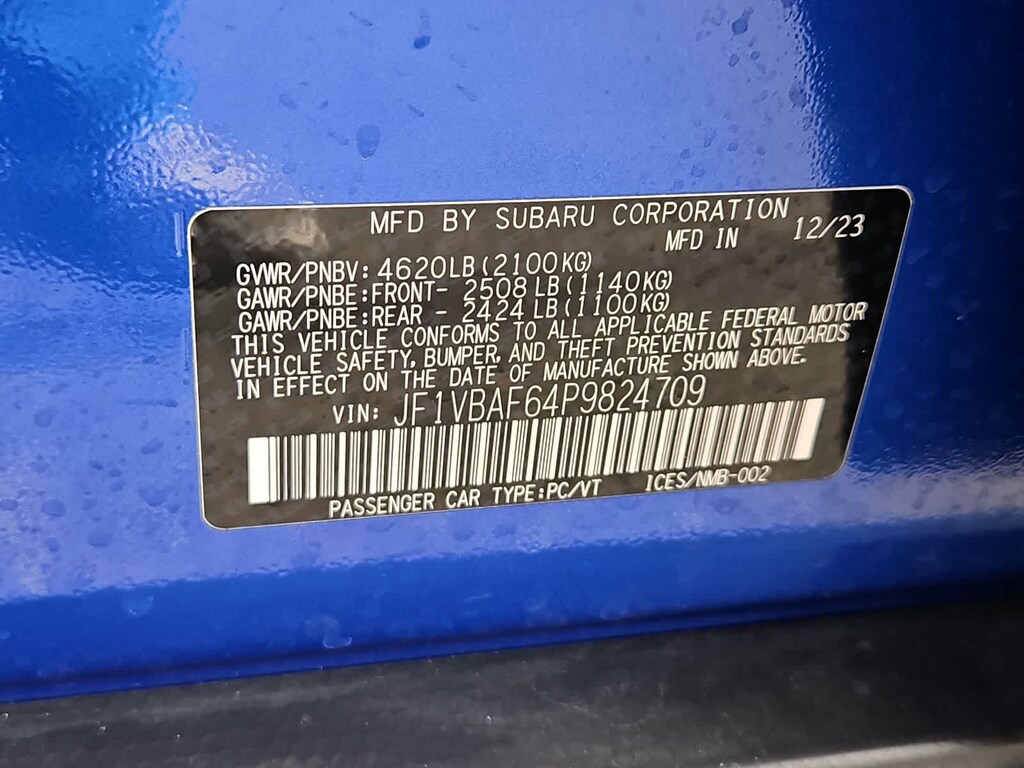 MFD BY SUBARU CORPORATION
MFD IN 12/23
GVWR/PNBV: 4620LB(2100KG)
GAWR/PNBE:FRONT- 2508 LB(1140KG)
GAWR/PNBE:REAR - 2424 LB(1100KG)
THIS VEHICLE CONFORMS TO ALL APPLICABLE FEDERAL MOTOR
VEHICLE SAFETY, BUMPER, AND THEFT PREVENTION STANDARDS
IN EFFECT ON THE DATE OF MANUFACTURE SHOWN ABOVE.
VIN: JF1VBAF64P9824709
PASSENGER CAR TYPE:PC/VT ICES/NMB-002